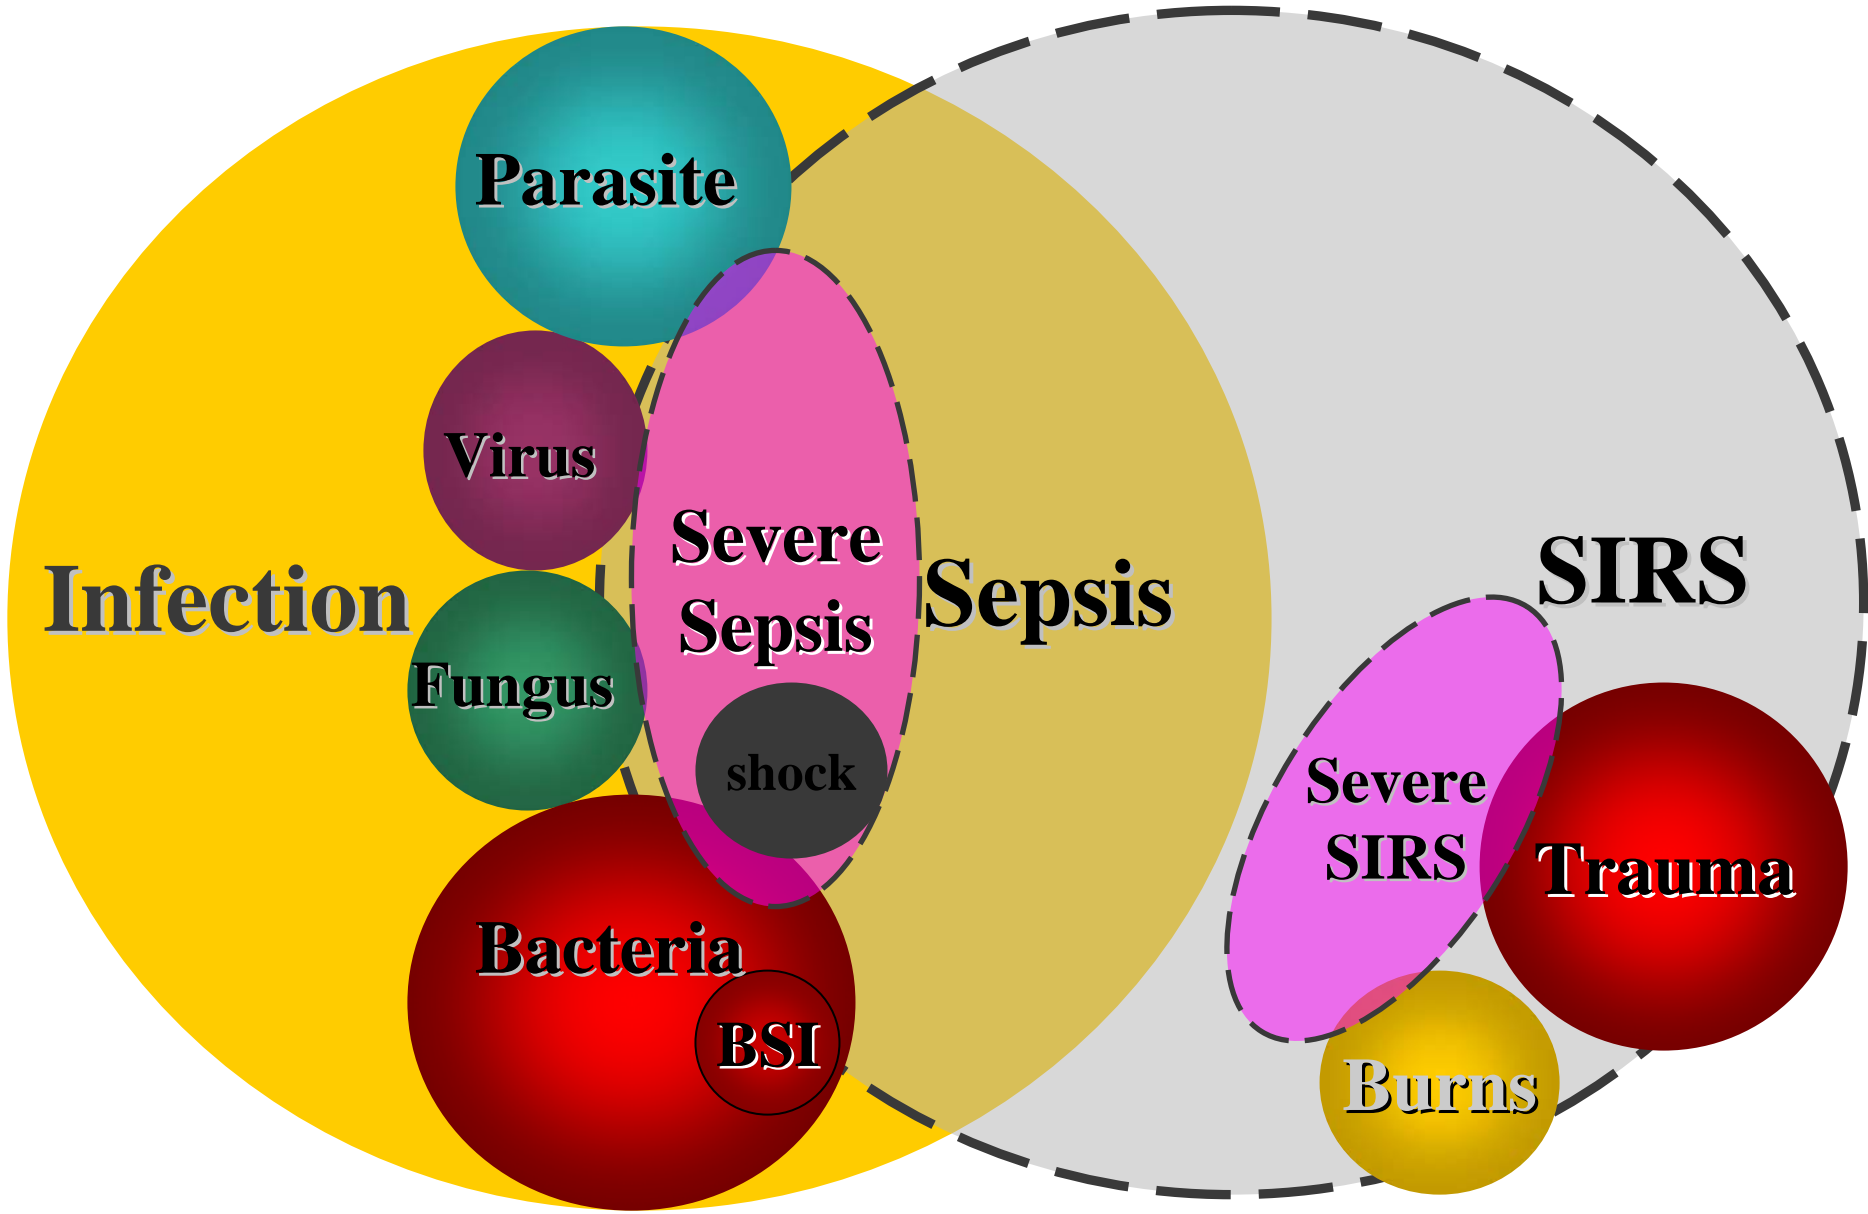 Parasite
Virus
Severe
Sepsis
Infection
Sepsis
SIRS
Fungus
shock
Severe
SIRS
Trauma
Bacteria
BSI
Burns